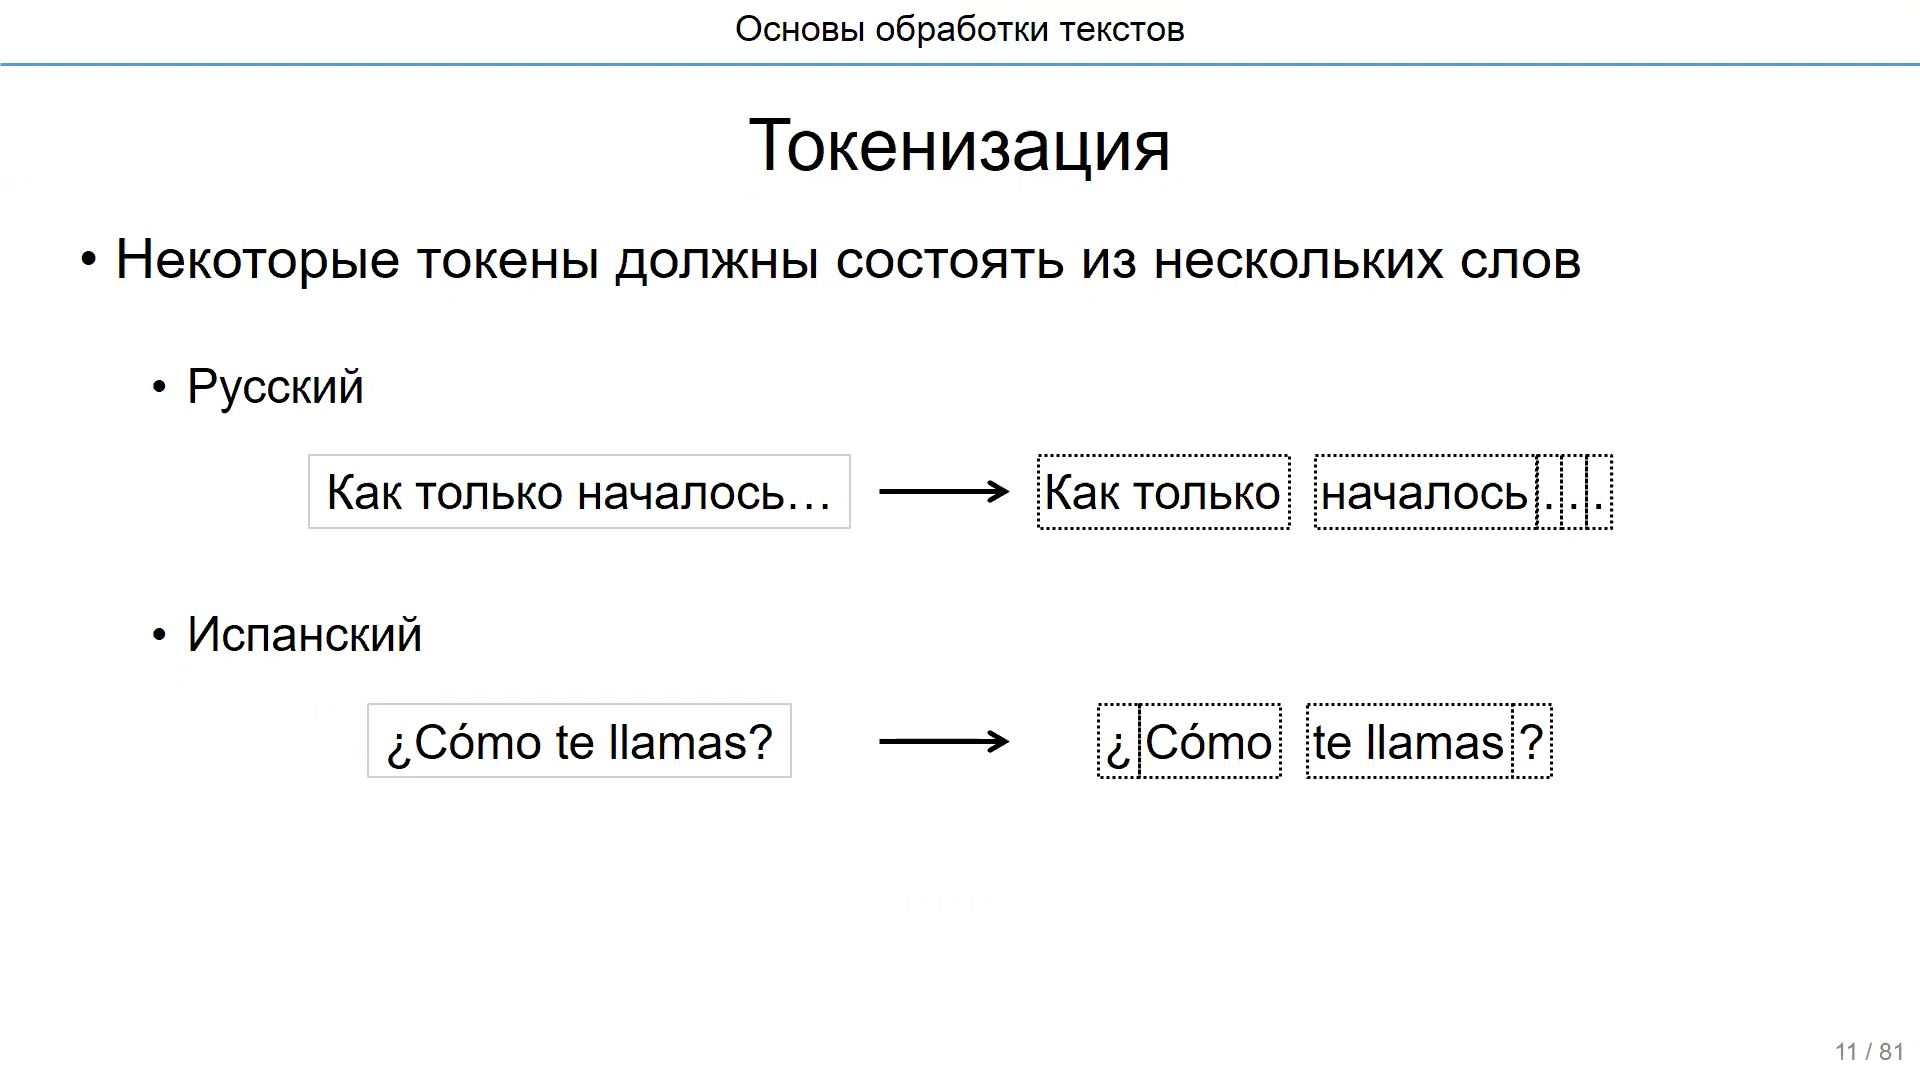 Основы обработки текстов
Токенизация
• Некоторые токены должны состоять из нескольких слов
• Русский
Как только началось… Как только началось...
• Испанский
¿Cómo te llamas? ¿Cómo te llamas?
11 / 81